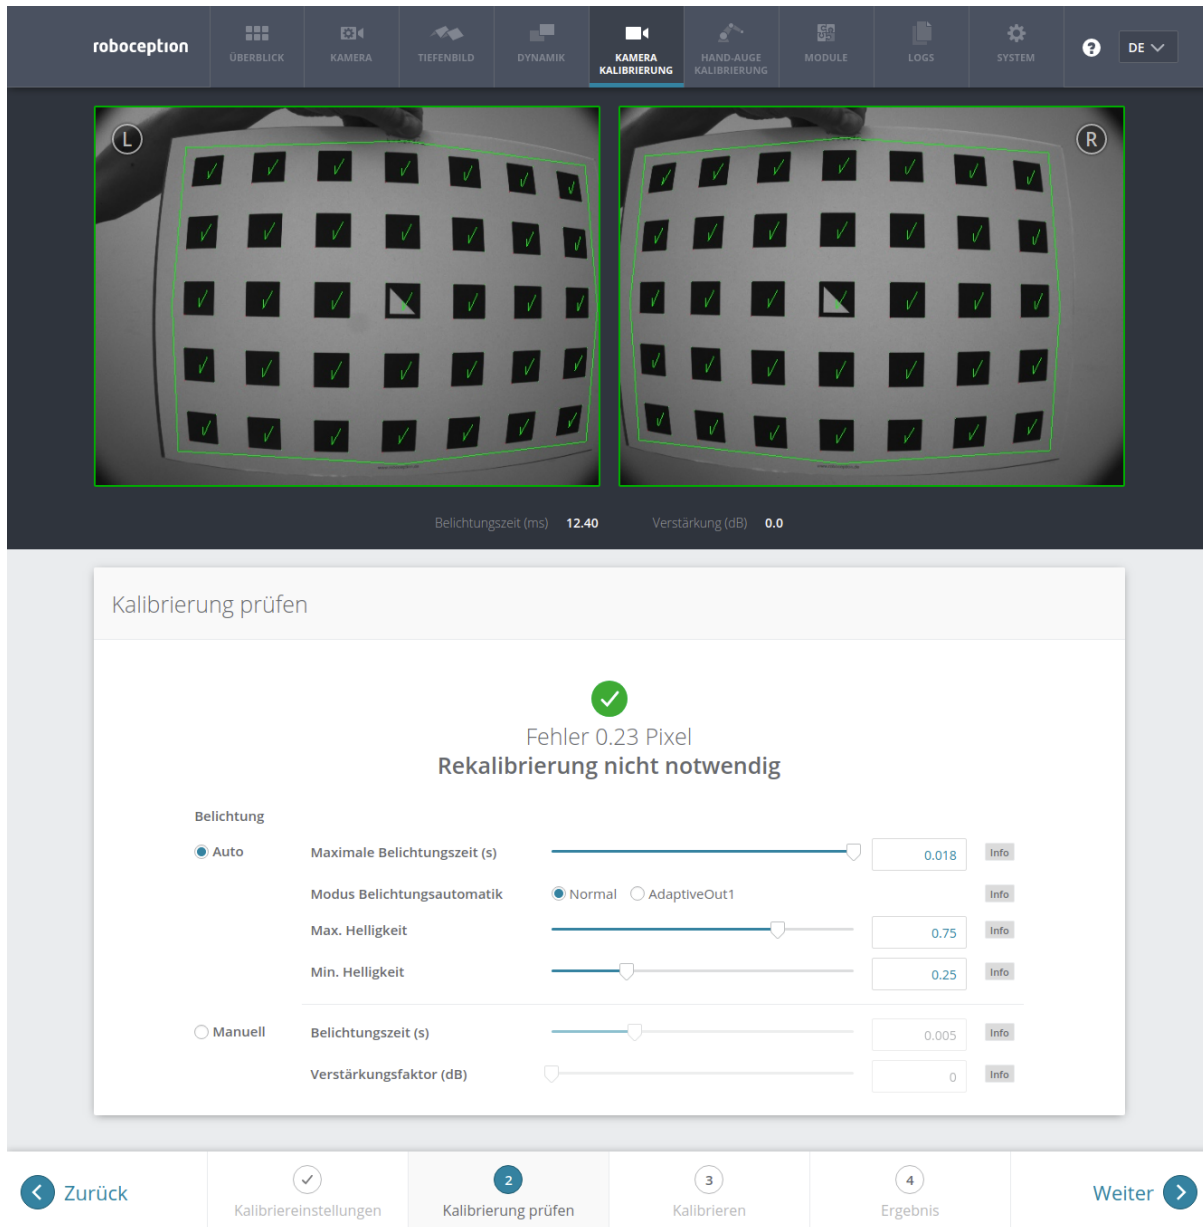 roboception
ÜBERBLICK
KAMERA
TIEFENBILD
DYNAMIK
KAMERA
KALIBRIERUNG
HAND-AUGE
KALIBRIERUNG
MODULE
LOGS
SYSTEM
?
DE
L
R
Belichtungszeit (ms) 12.40 Verstärkung (dB) 0.0
Kalibrierung prüfen
Fehler 0.23 Pixel
Rekalibrierung nicht notwendig
Belichtung
Auto
Maximale Belichtungszeit (s) 0.018 Info
Modus Belichtungsautomatik Normal AdaptiveOut1 Info
Max. Helligkeit 0.75 Info
Min. Helligkeit 0.25 Info
Manuell
Belichtungszeit (s) 0.005 Info
Verstärkungsfaktor (dB) 0 Info
Zurück
Kalibriereinstellungen
2
Kalibrierung prüfen
3
Kalibrieren
4
Ergebnis
Weiter